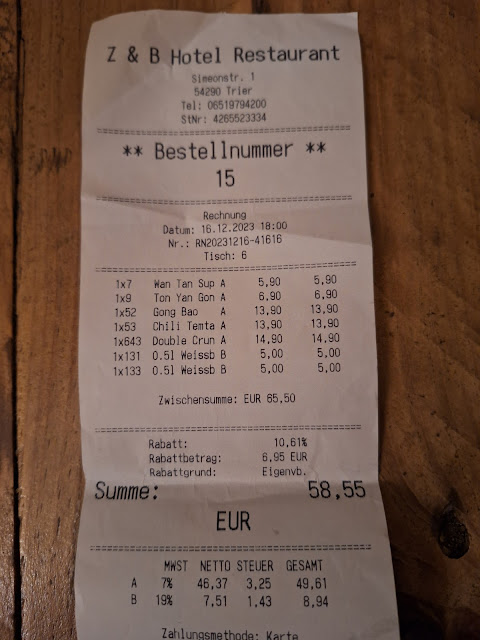 Z & B Hotel Restaurant
Simeonstr. 1
54290 Trier
Tel: 06519794200
StNr: 4265523334
** Bestellnummer **
15
Rechnung
Datum: 16.12.2023 18:00
Nr.: RN20231216-41616
Tisch: 6
1x7 Wan Tan Sup A 5,90 5,90
1x9 Ton Yan Gon A 6,90 6,90
1x52 Gong Bao A 13,90 13,90
1x53 Chili Temta A 13,90 13,90
1x643 Double Crun A 14,90 14,90
1x131 0.5l Weissb B 5,00 5,00
1x133 0.5l Weissb B 5,00 5,00
Zwischensumme: EUR 65,50
Rabatt: 10,61%
Rabattbetrag: 6,95 EUR
Rabattgrund: Eigenvb.
Summe: 58,55
EUR
MWST NETTO STEUER GESAMT
A 7% 46,37 3,25 49,61
B 19% 7,51 1,43 8,94
Zahlungsmethode: Karte